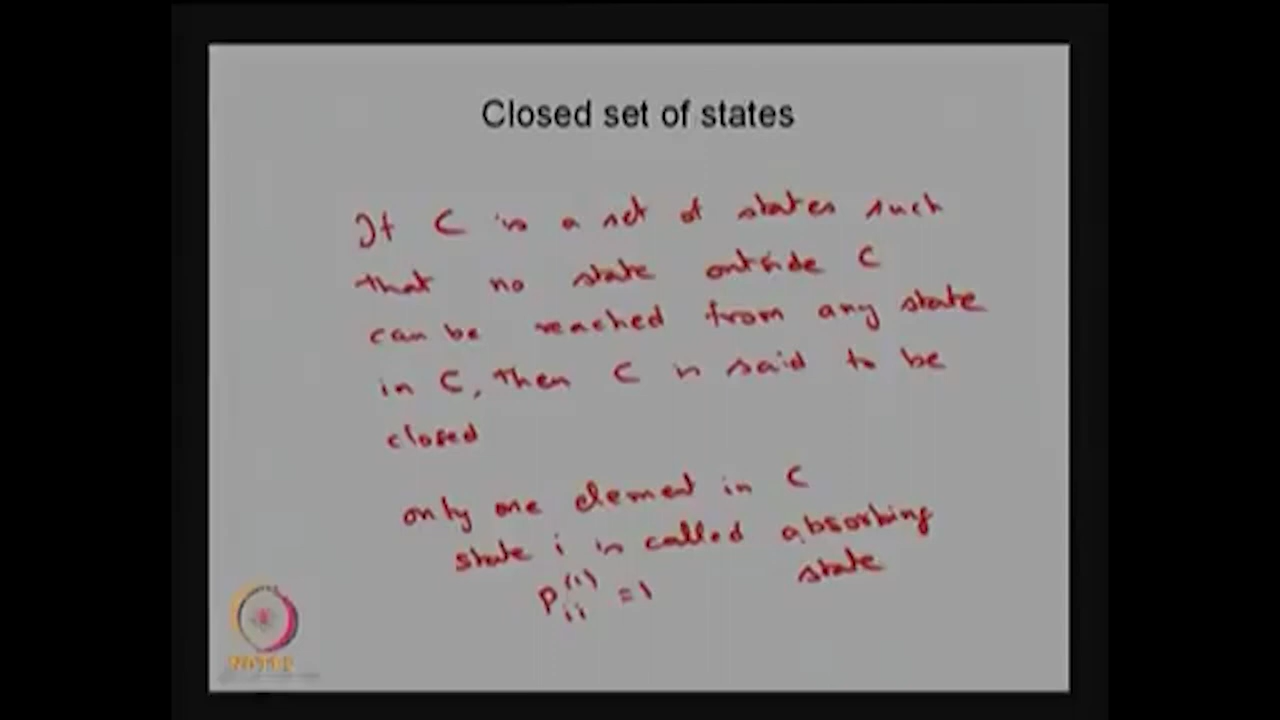 Closed set of states
If C is a set of states such
that no state outside C
can be reached from any state
in C, then C is said to be
closed
only one element in C
state i is called absorbing
state
P_{ii}^{(1)} = 1
NPTEL